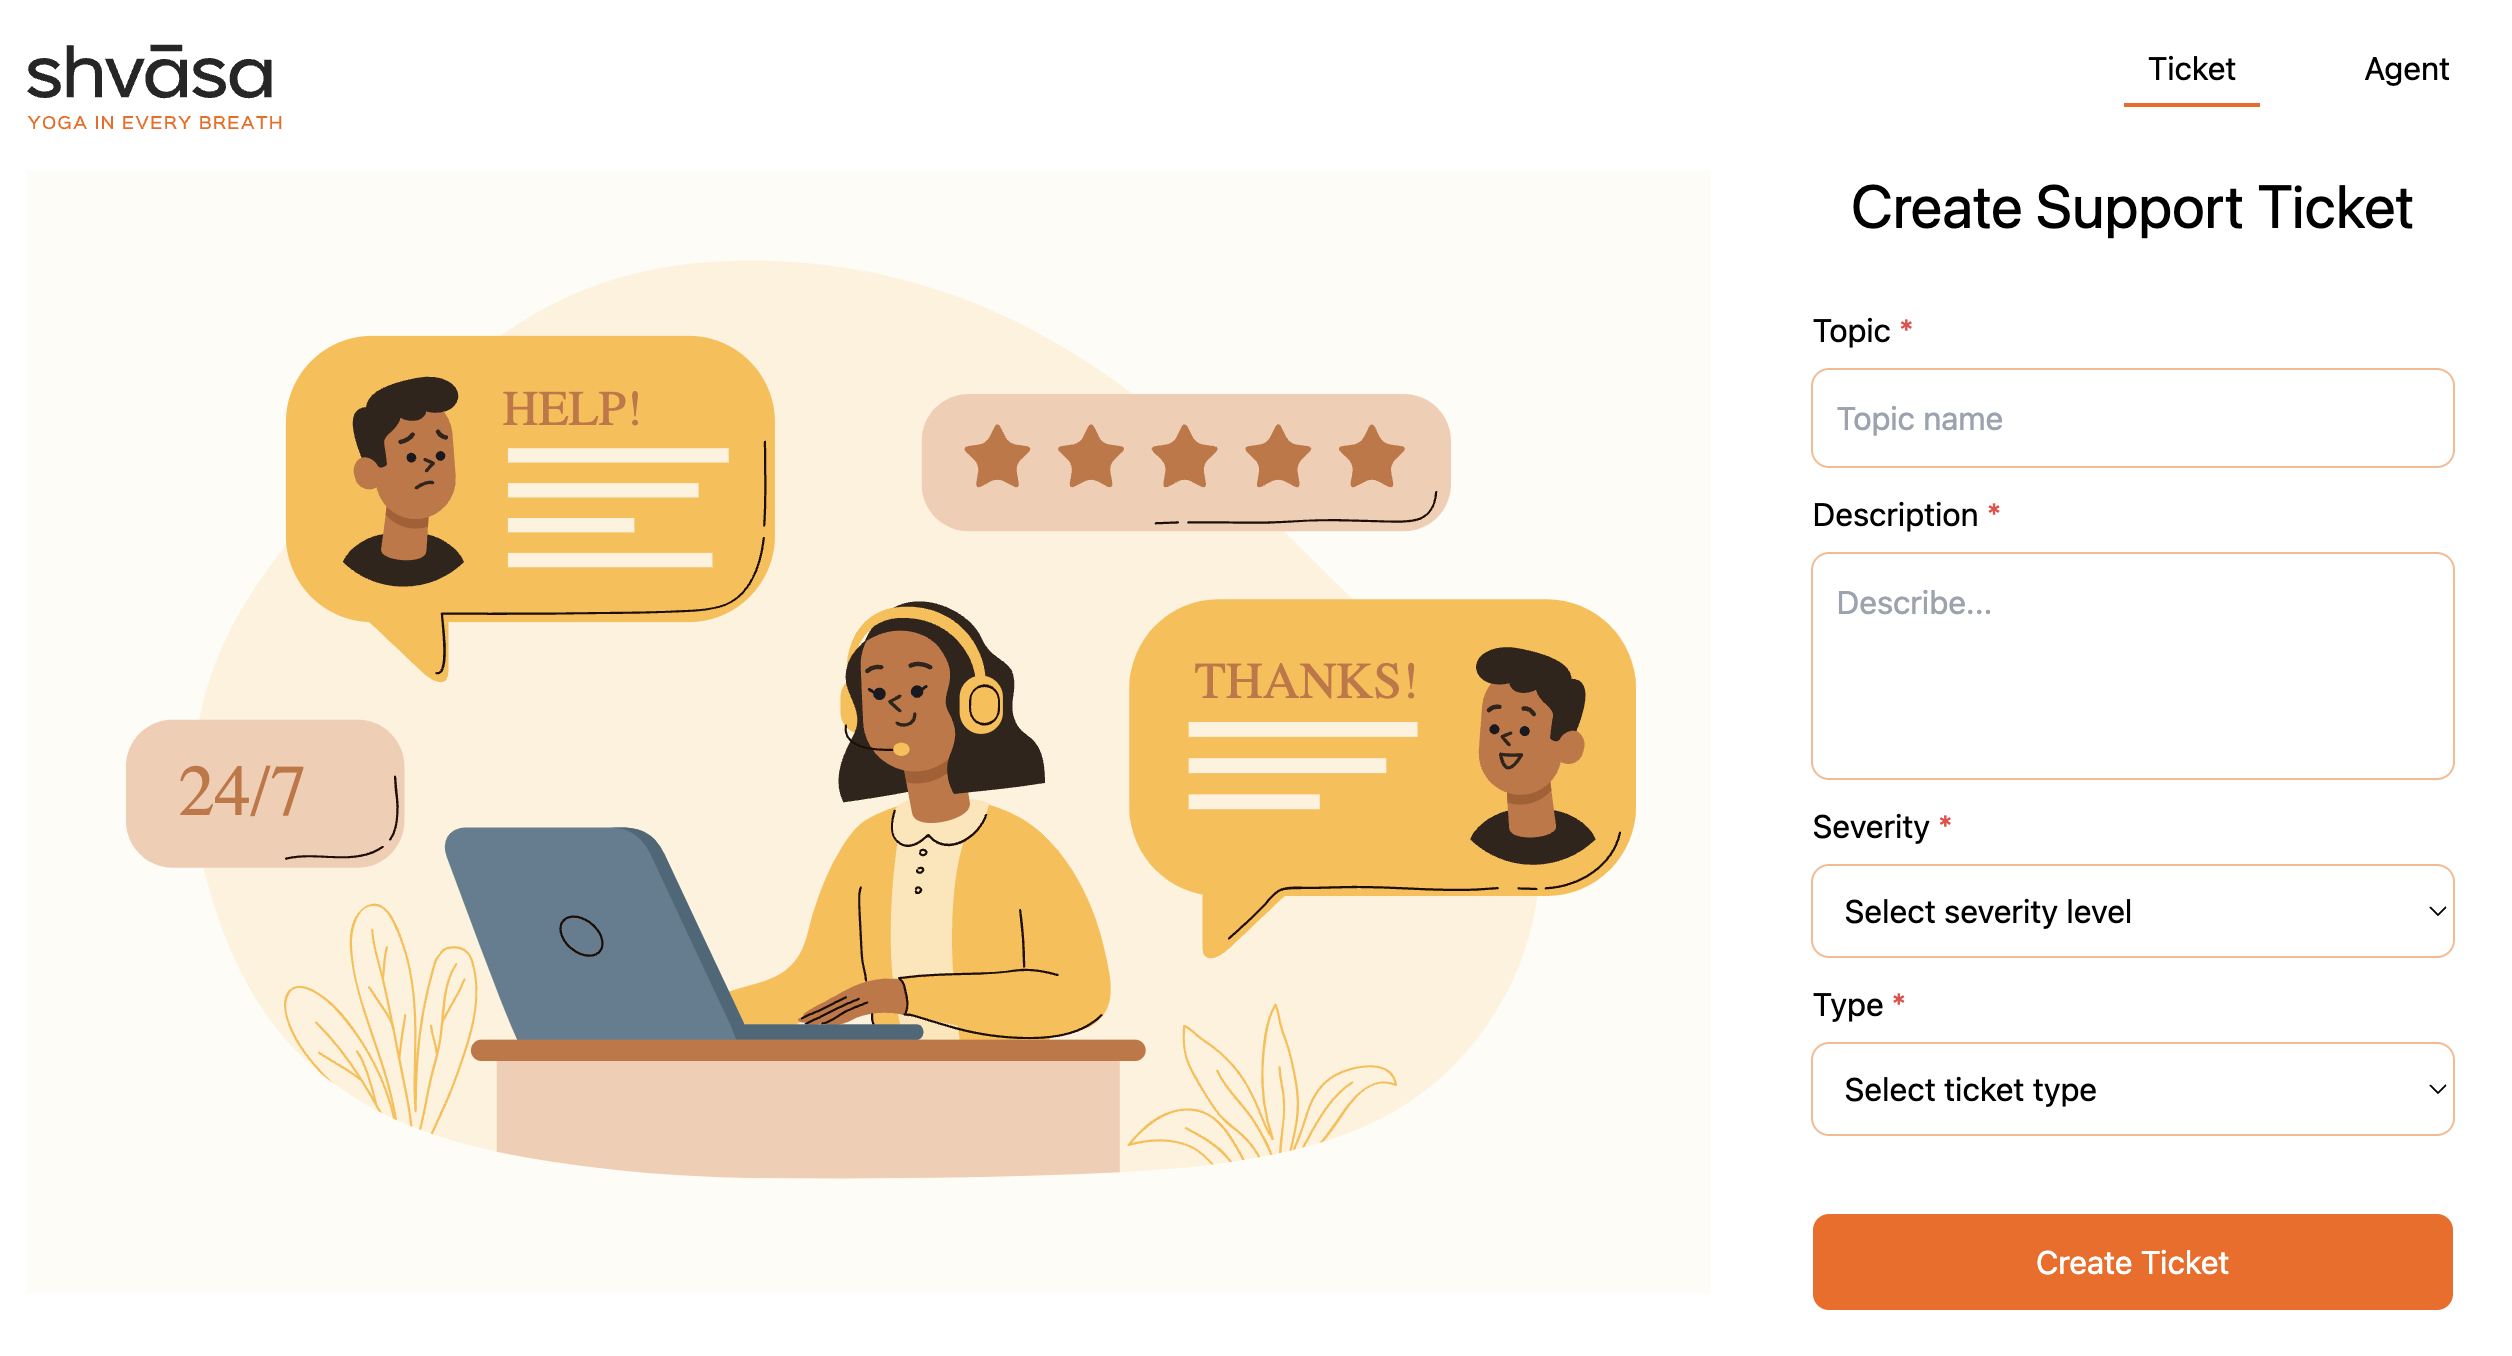 shvāsa
YOGA IN EVERY BREATH
Ticket
Agent
HELP!
THANKS!
24/7
Create Support Ticket
Topic *
Topic name
Description *
Describe...
Severity *
Select severity level
Type *
Select ticket type
Create Ticket